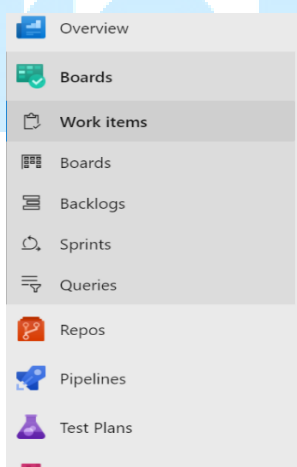 Overview
Boards
Work items
Boards
Backlogs
Sprints
Queries
Repos
Pipelines
Test Plans